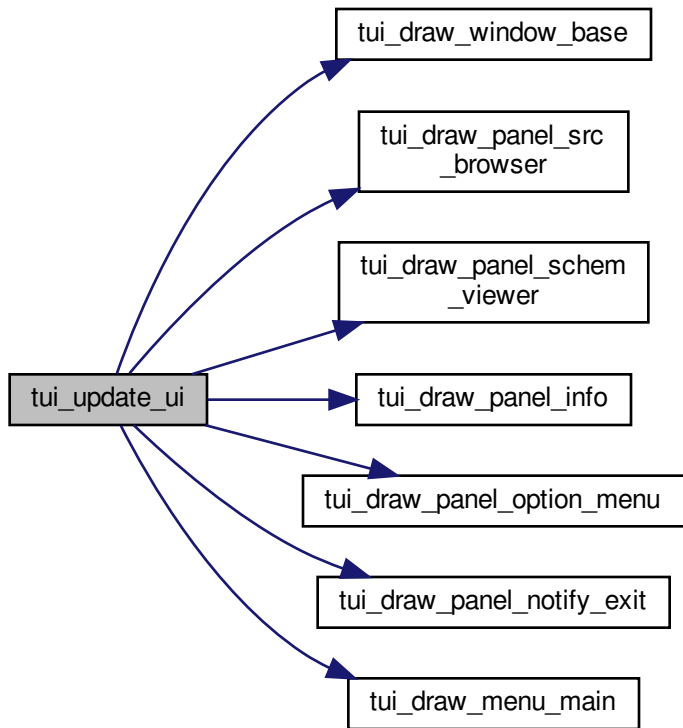 tui_draw_window_base
tui_draw_panel_src
_browser
tui_draw_panel_schem
_viewer
tui_update_ui
tui_draw_panel_info
tui_draw_panel_option_menu
tui_draw_panel_notify_exit
tui_draw_menu_main